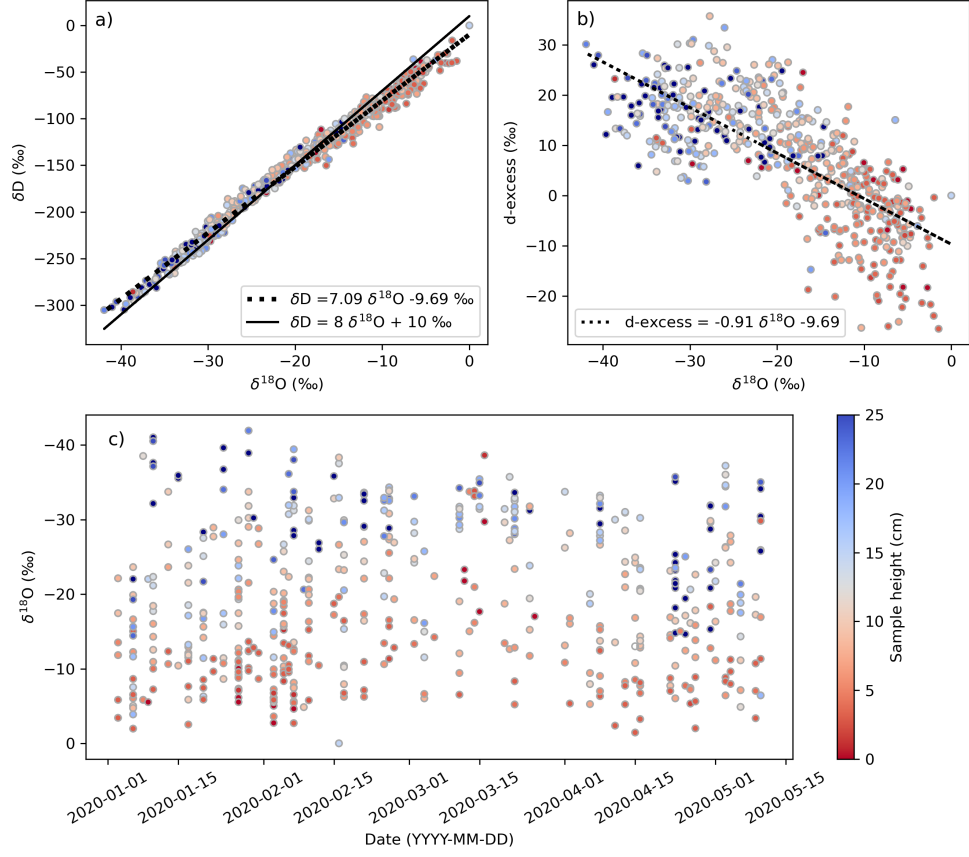 a)
0
−50
−100
−150
−200
−250
−300
δD (‰)
−40 −30 −20 −10 0
δ¹⁸O (‰)
δD =7.09 δ¹⁸O -9.69 ‰
δD = 8 δ¹⁸O + 10 ‰
b)
30
20
10
0
−10
−20
d-excess (‰)
−40 −30 −20 −10 0
δ¹⁸O (‰)
d-excess = -0.91 δ¹⁸O -9.69
c)
−40
−30
−20
−10
0
δ¹⁸O (‰)
2020-01-01 2020-01-15 2020-02-01 2020-02-15 2020-03-01 2020-03-15 2020-04-01 2020-04-15 2020-05-01 2020-05-15
Date (YYYY-MM-DD)
25
20
15
10
5
0
Sample height (cm)